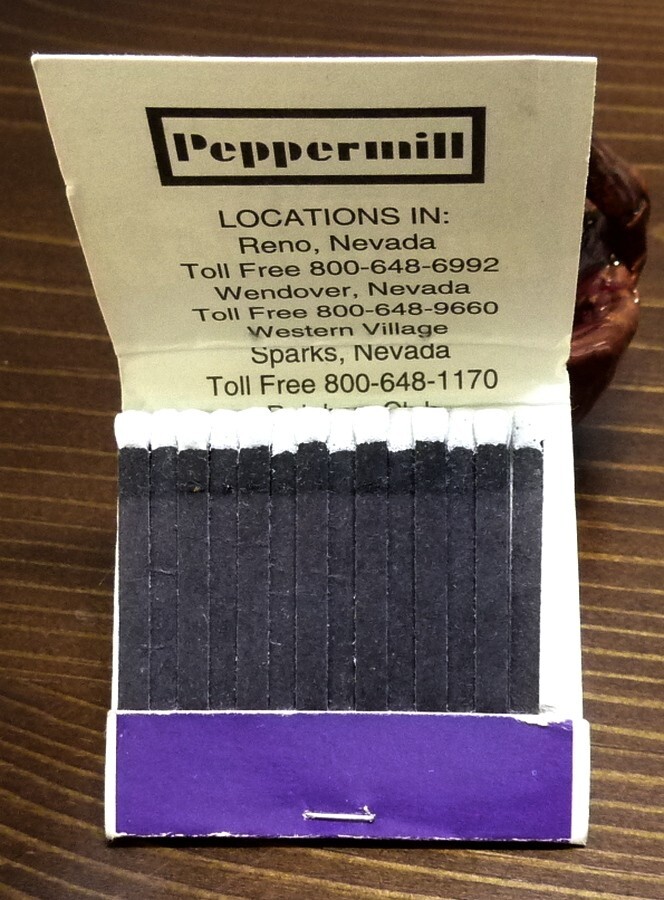 Peppermill
LOCATIONS IN:
Reno, Nevada
Toll Free 800-648-6992
Wendover, Nevada
Toll Free 800-648-9660
Western Village
Sparks, Nevada
Toll Free 800-648-1170